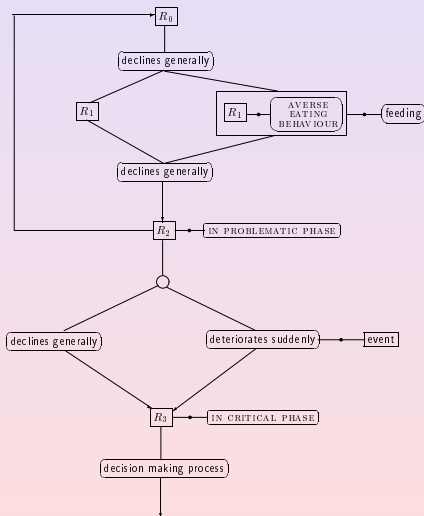 R0
declines generally
R1
R1
AVERSE
EATING
BEHAVIOUR
feeding
declines generally
R2
IN PROBLEMATIC PHASE
declines generally
deteriorates suddenly
event
R3
IN CRITICAL PHASE
decision making process